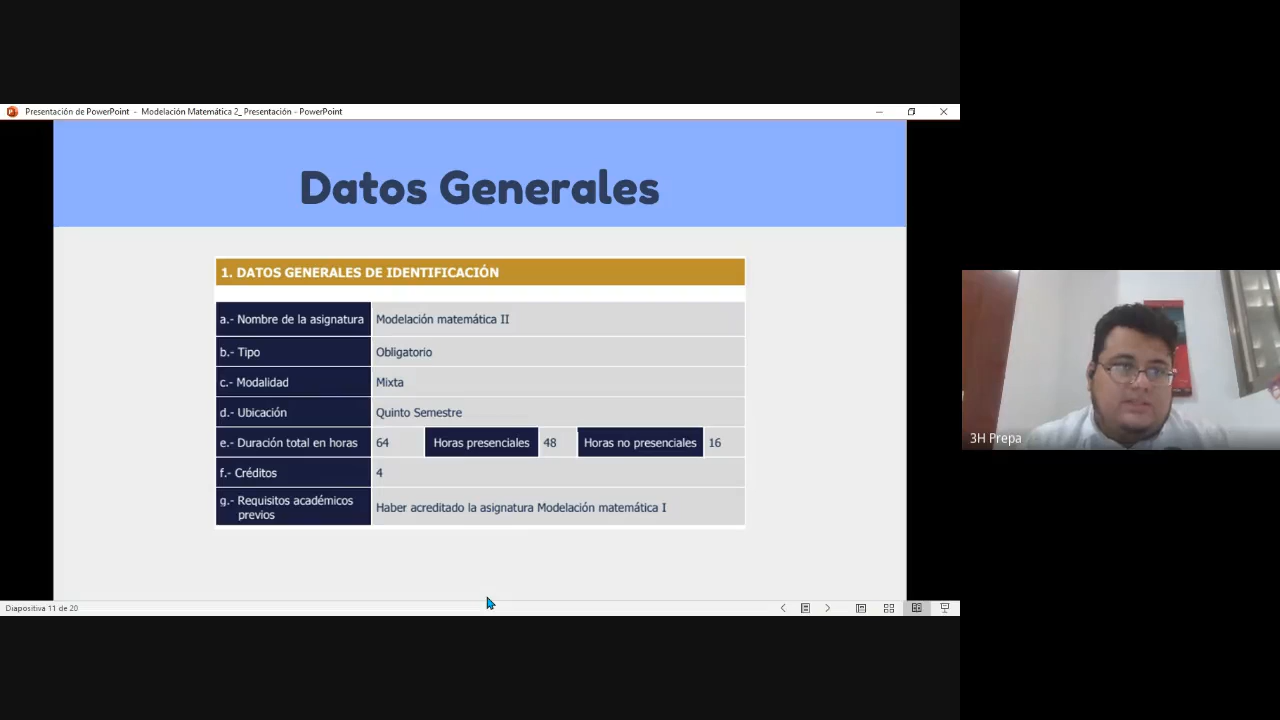 Presentación de PowerPoint - Modelación Matemática 2_ Presentación - PowerPoint
Datos Generales
1. DATOS GENERALES DE IDENTIFICACIÓN
a.- Nombre de la asignatura Modelación matemática II
b.- Tipo Obligatorio
c.- Modalidad Mixta
d.- Ubicación Quinto Semestre
e.- Duración total en horas 64 Horas presenciales 48 Horas no presenciales 16
f.- Créditos 4
g.- Requisitos académicos
previos
Haber acreditado la asignatura Modelación matemática I
3H Prepa
Diapositiva 11 de 20